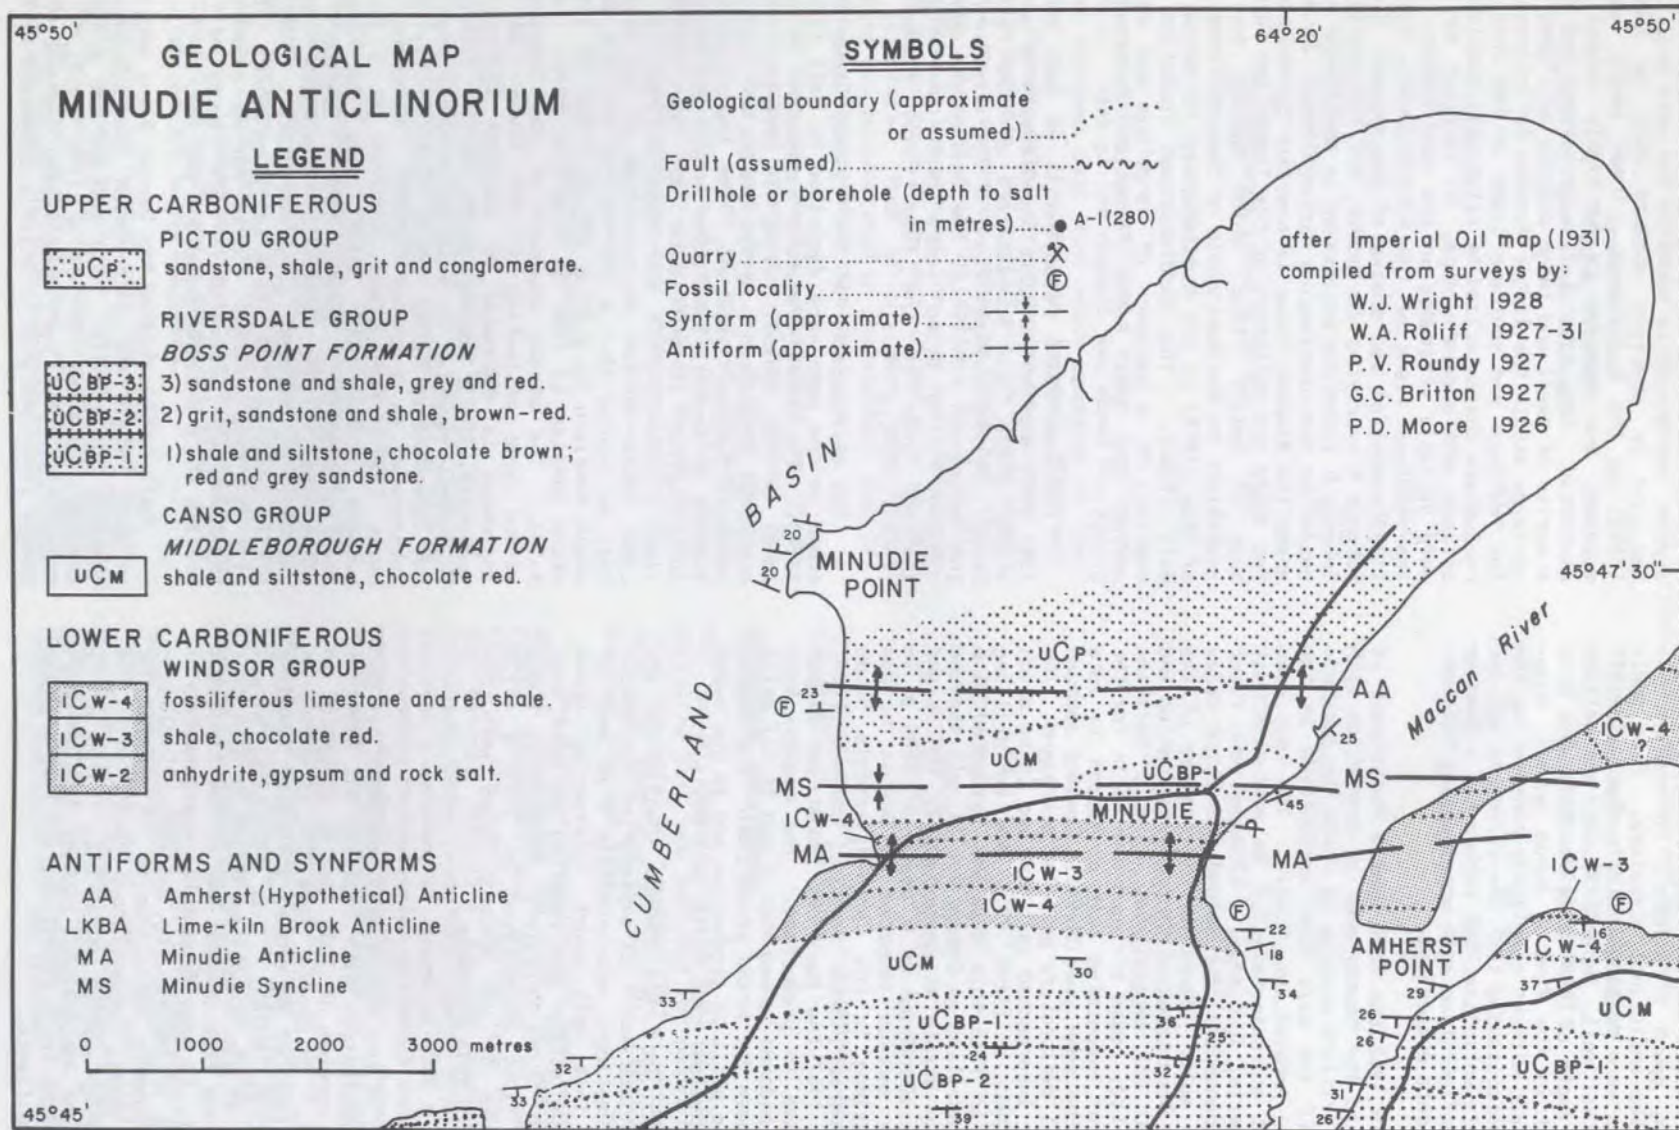 45°50'
64°20'
45°50'
GEOLOGICAL MAP
MINUDIE ANTICLINORIUM
LEGEND
UPPER CARBONIFEROUS
PICTOU GROUP
uCP
sandstone, shale, grit and conglomerate.
RIVERSDALE GROUP
BOSS POINT FORMATION
uCBP-3
3) sandstone and shale, grey and red.
uCBP-2
2) grit, sandstone and shale, brown-red.
uCBP-1
1) shale and siltstone, chocolate brown;
red and grey sandstone.
CANSO GROUP
MIDDLEBOROUGH FORMATION
uCM
shale and siltstone, chocolate red.
LOWER CARBONIFEROUS
WINDSOR GROUP
lCW-4
fossiliferous limestone and red shale.
lCW-3
shale, chocolate red.
lCW-2
anhydrite, gypsum and rock salt.
ANTIFORMS AND SYNFORMS
AA Amherst (Hypothetical) Anticline
LKBA Lime-kiln Brook Anticline
MA Minudie Anticline
MS Minudie Syncline
0 1000 2000 3000 metres
45°45'
SYMBOLS
Geological boundary (approximate
or assumed)......
Fault (assumed)..............................
Drillhole or borehole (depth to salt
in metres)...... A-1(280)
Quarry.......................................
Fossil locality............................. F
Synform (approximate)........
Antiform (approximate)........
after Imperial Oil map (1931)
compiled from surveys by:
W.J. Wright 1928
W.A. Roliff 1927-31
P.V. Roundy 1927
G.C. Britton 1927
P.D. Moore 1926
BASIN
20
20
MINUDIE
POINT
45°47'30"
Maccan River
uCP
CUMBERLAND
F
23
AA
25
lCW-4
?
uCM
uCBP-1
MS
MS
45
MINUDIE
lCW-4
MA
MA
lCW-3
lCW-3
lCW-4
F
F
22
18
16
lCW-4
AMHERST
POINT
uCM
30
33
34
29
37
uCM
uCBP-1
36
25
26
26
24
32
32
uCBP-1
uCBP-2
33
31
39
26